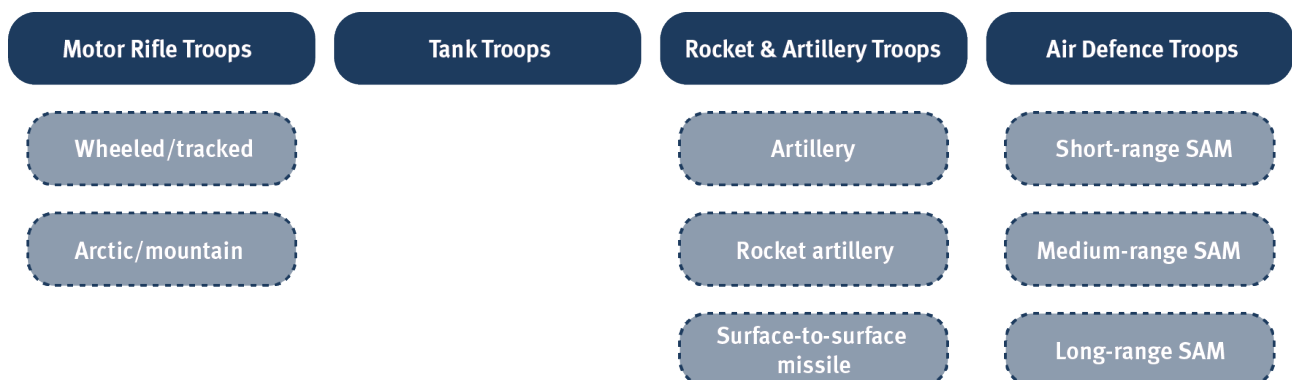 Motor Rifle Troops
Tank Troops
Rocket & Artillery Troops
Air Defence Troops
Wheeled/tracked
Artillery
Short-range SAM
Arctic/mountain
Rocket artillery
Medium-range SAM
Surface-to-surface
missile
Long-range SAM